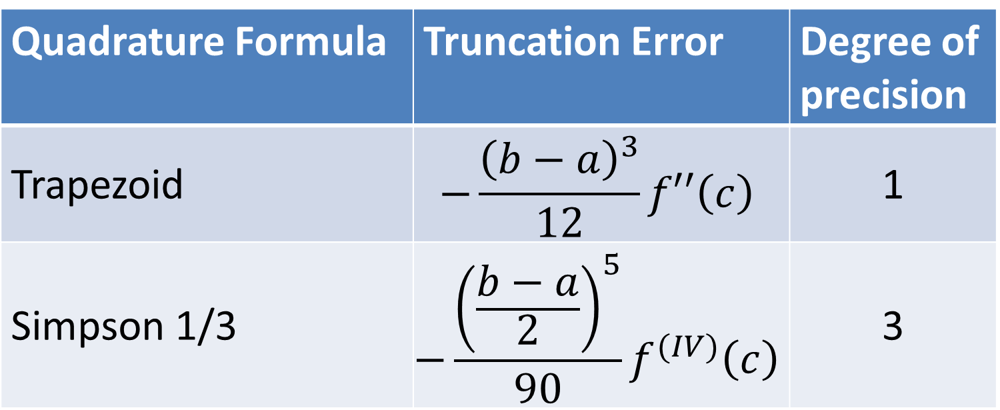 Quadrature Formula | Truncation Error | Degree of precision
Trapezoid | $-\frac{(b-a)^3}{12}f''(c)$ | 1
Simpson 1/3 | $-\frac{\left(\frac{b-a}{2}\right)^5}{90}f^{(IV)}(c)$ | 3